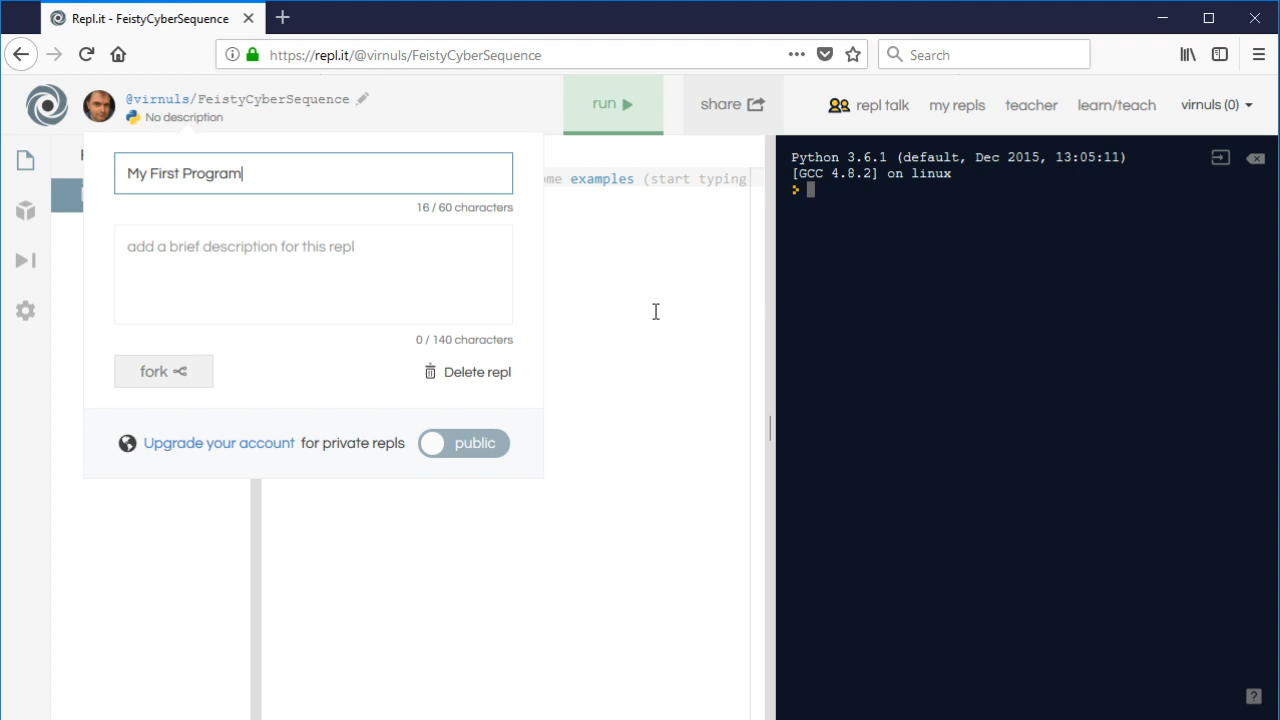 Repl.it - FeistyCyberSequence
https://repl.it/@virnuls/FeistyCyberSequence
Search
@virnuls/FeistyCyberSequence
No description
run
share
repl talk
my repls
teacher
learn/teach
virnuls (0)
My First Program
16 / 60 characters
add a brief description for this repl
0 / 140 characters
fork
Delete repl
Upgrade your account for private repls
public
examples (start typing
Python 3.6.1 (default, Dec 2015, 13:05:11)
[GCC 4.8.2] on linux
?